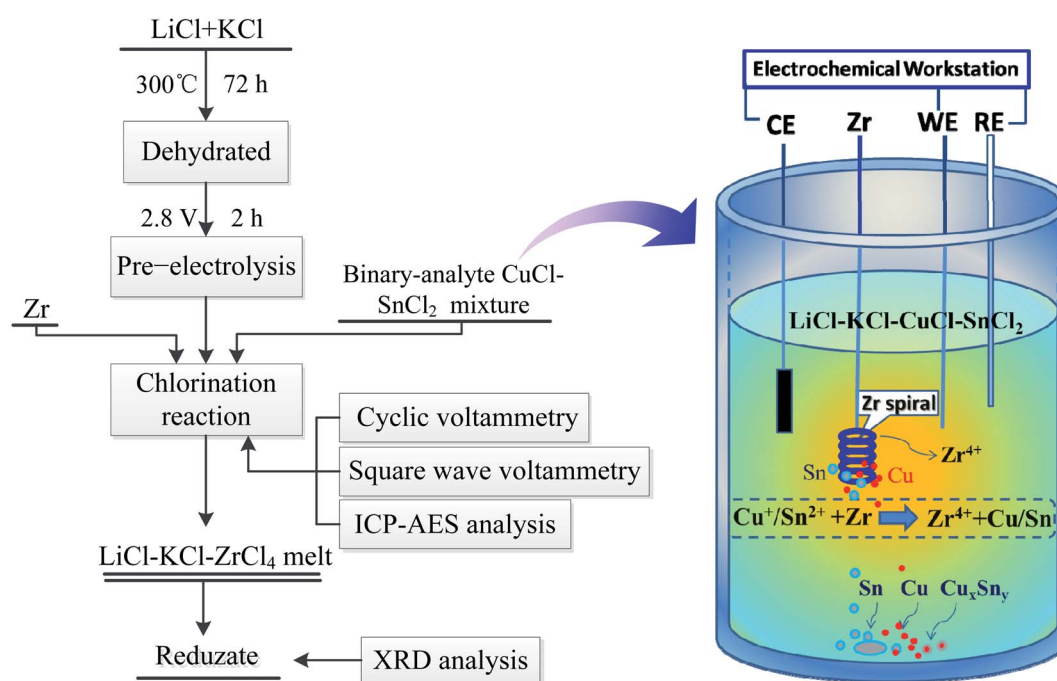 LiCl+KCl
300℃ 72 h
Dehydrated
2.8 V 2 h
Pre−electrolysis
Zr
Binary-analyte CuCl-
SnCl₂ mixture
Chlorination
reaction
Cyclic voltammetry
Square wave voltammetry
ICP-AES analysis
LiCl-KCl-ZrCl₄ melt
Reduzate
XRD analysis
Electrochemical Workstation
CE Zr WE RE
LiCl-KCl-CuCl-SnCl₂
Zr spiral
Zr⁴⁺
Sn Cu
Cu⁺/Sn²⁺ +Zr Zr⁴⁺+Cu/Sn
Sn Cu CuₓSnᵧ